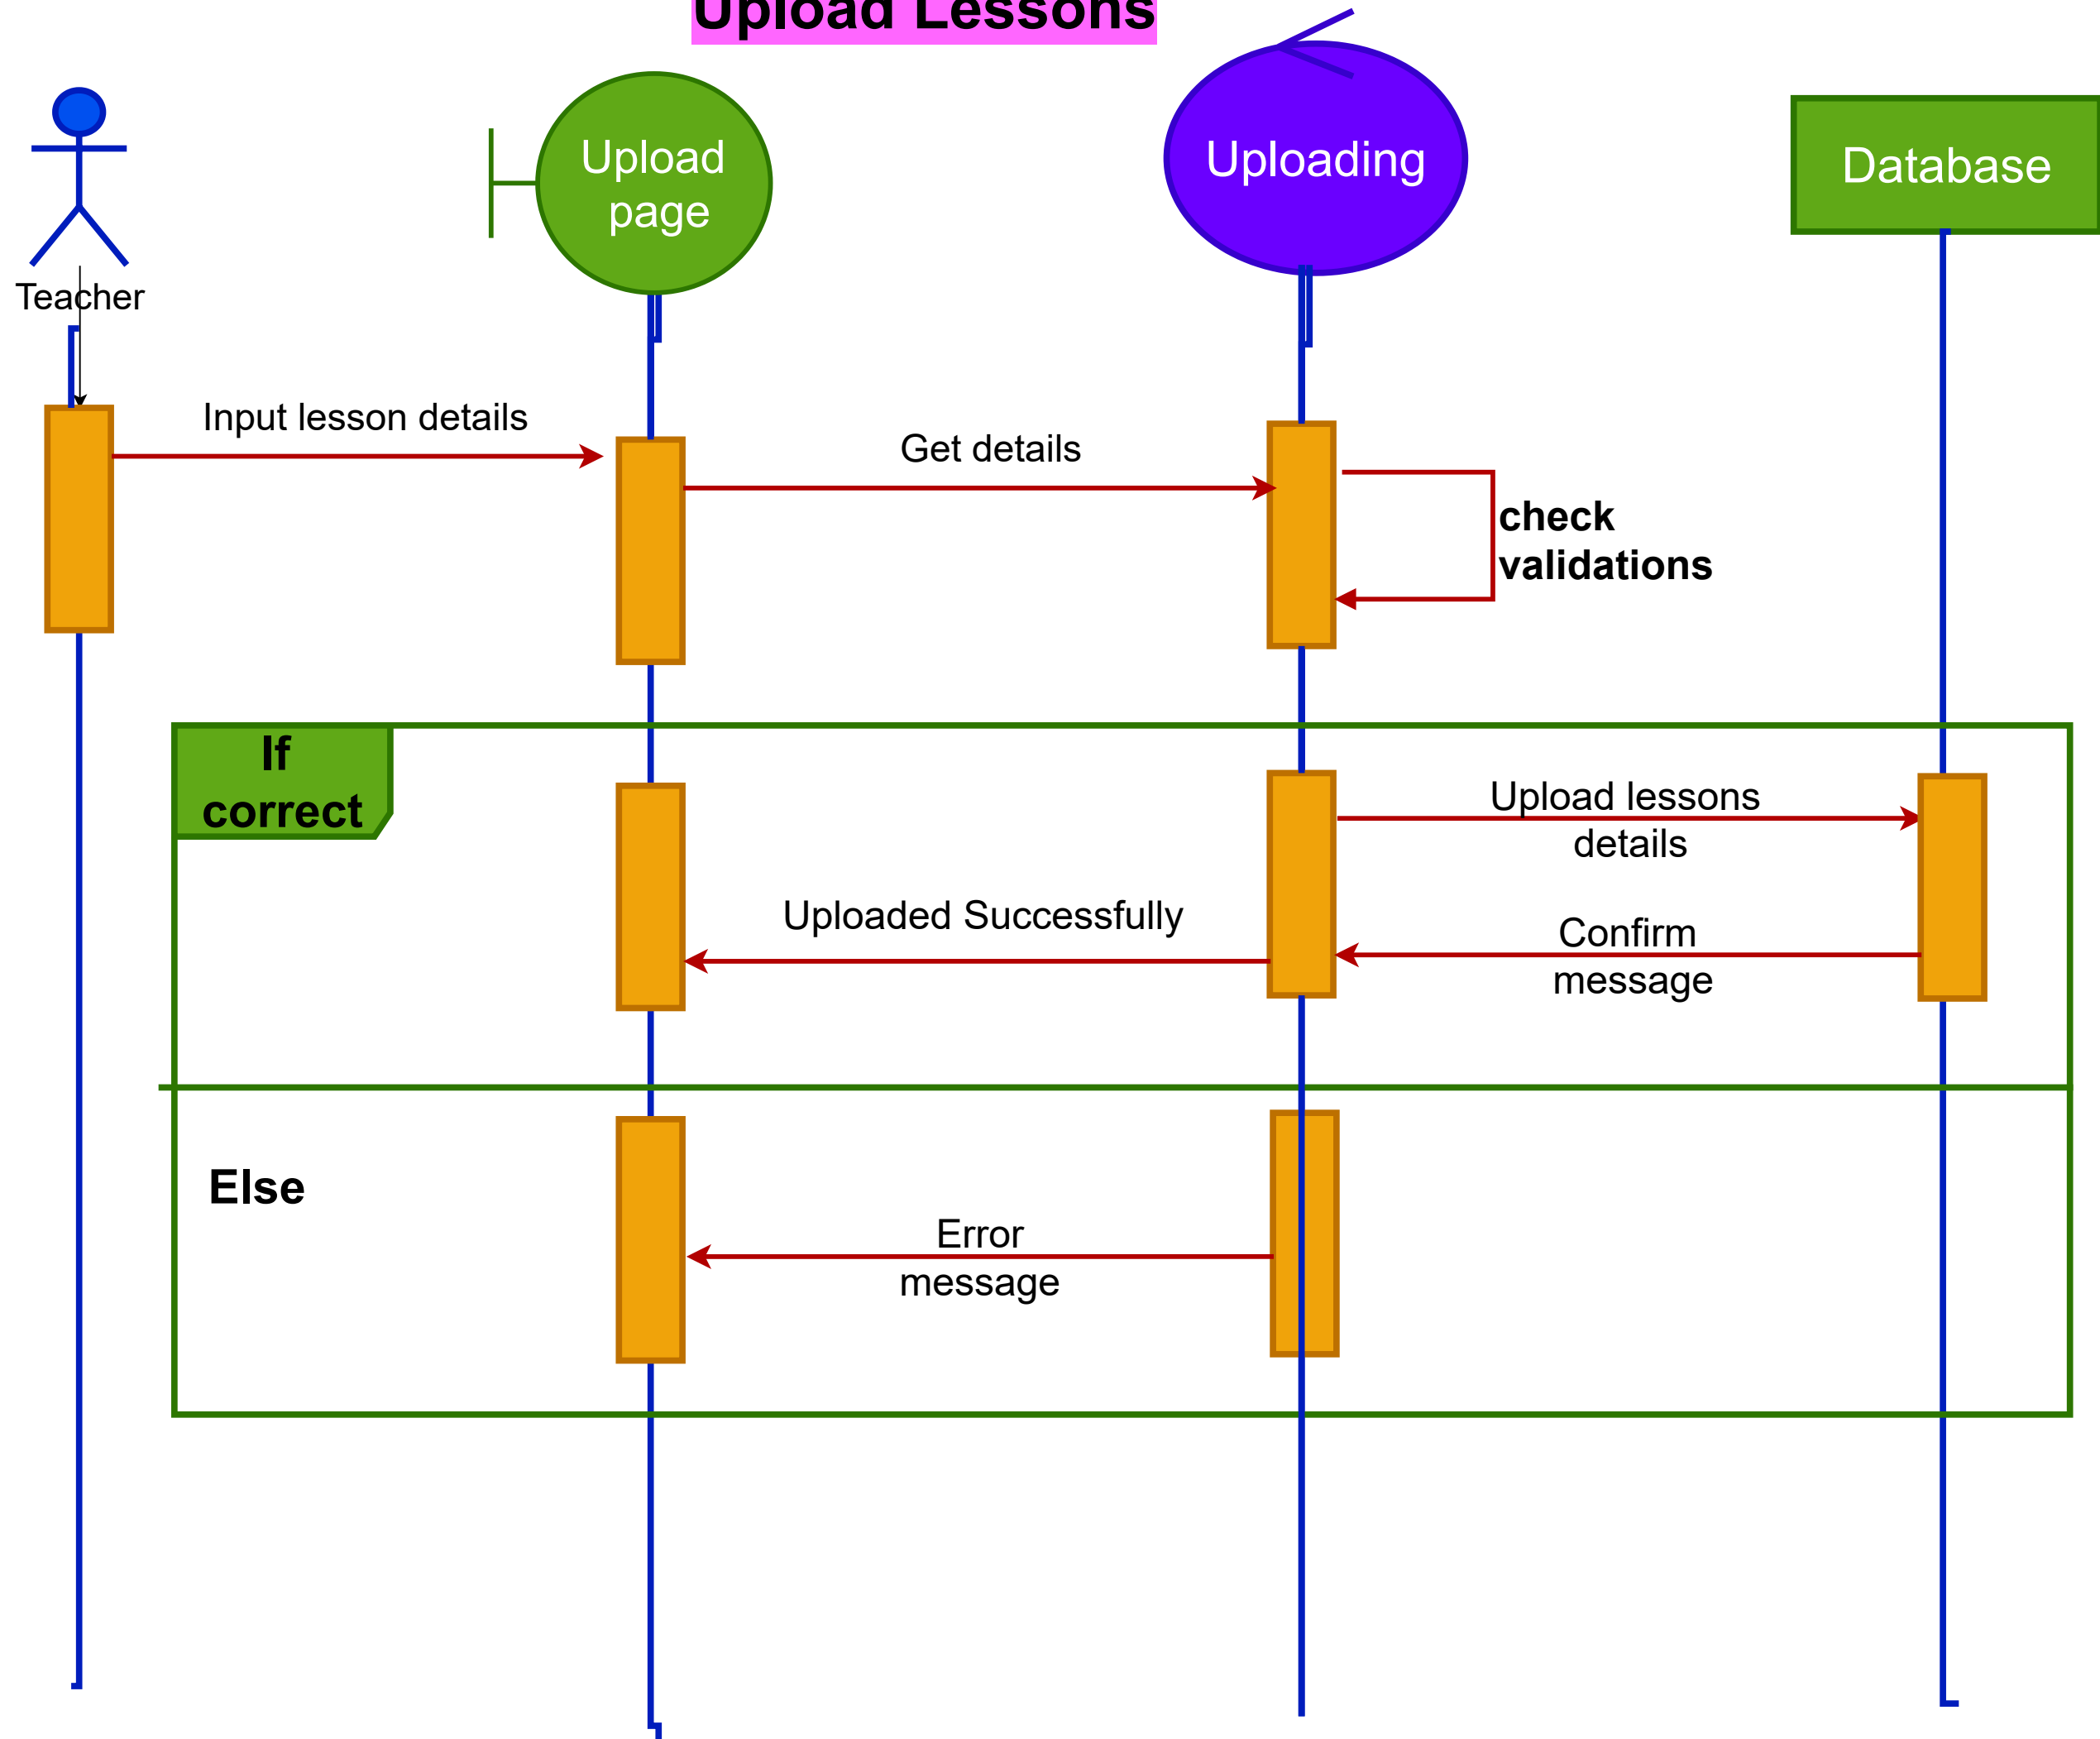 Upload Lessons
Upload
page
Uploading
Database
Teacher
Input lesson details
Get details
check
validations
If
correct
Upload lessons
details
Uploaded Successfully
Confirm
message
Else
Error
message